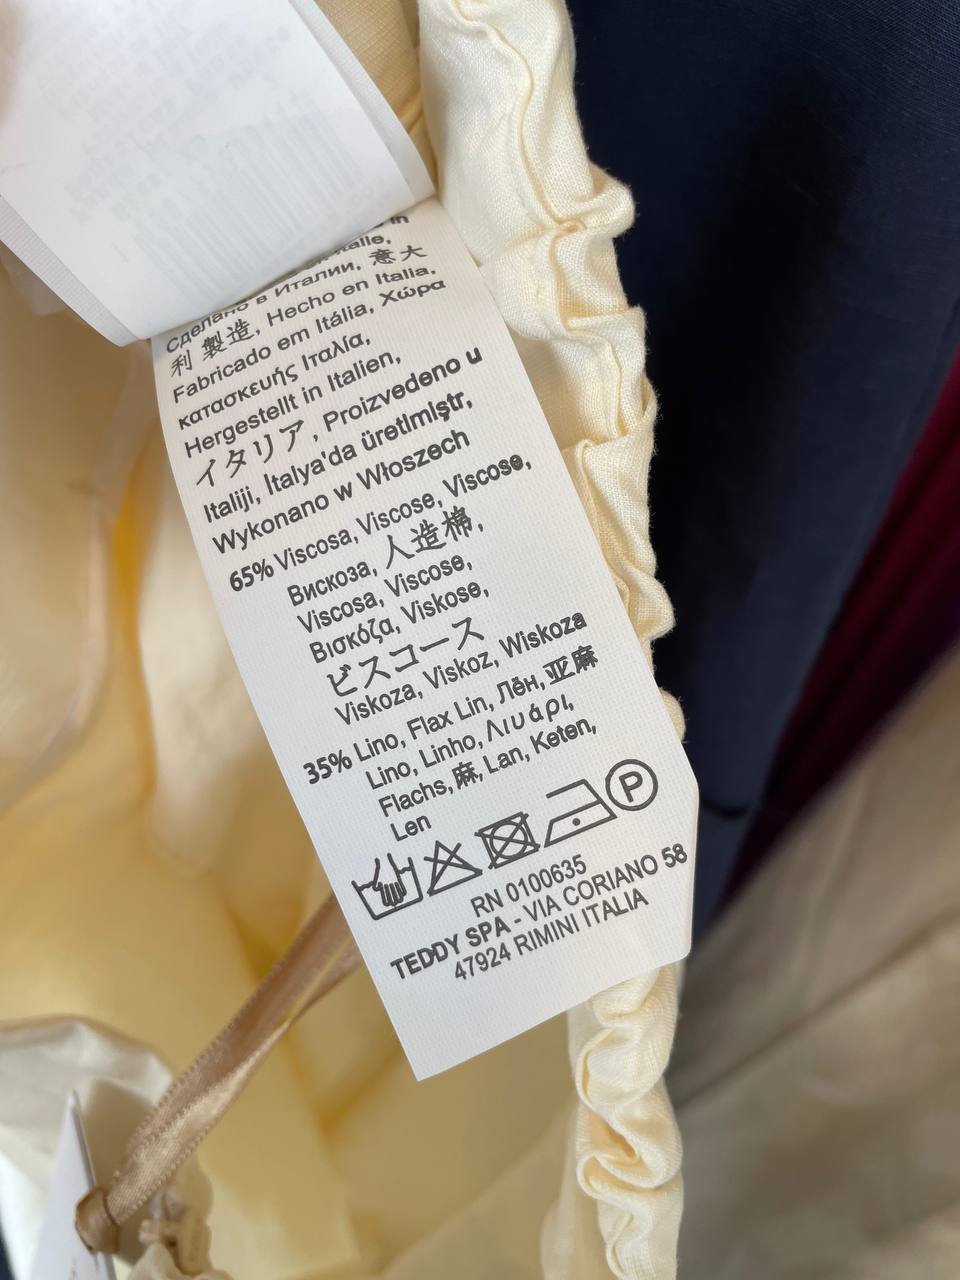 in
Italie,
Сделано в Италии, 意大
利 製造, Hecho en Italia,
Fabricado em Itália, Χώρα
κατασκευής Ιταλία,
Hergestellt in Italien,
イタリア, Proizvedeno u
Italiji, Italya'da üretlmiştr,
Wykonano w Włoszech
65% Viscosa, Viscose, Viscose,
Вискоза, 人造棉,
Viscosa, Viscose,
Βισκόζα, Viskose,
ビスコース
Viskoza, Viskoz, Wiskoza
35% Lino, Flax Lin, Лён, 亚麻
Lino, Linho, Λινάρι,
Flachs, 麻, Lan, Keten,
Len
P
RN 0100635
TEDDY SPA - VIA CORIANO 58
47924 RIMINI ITALIA